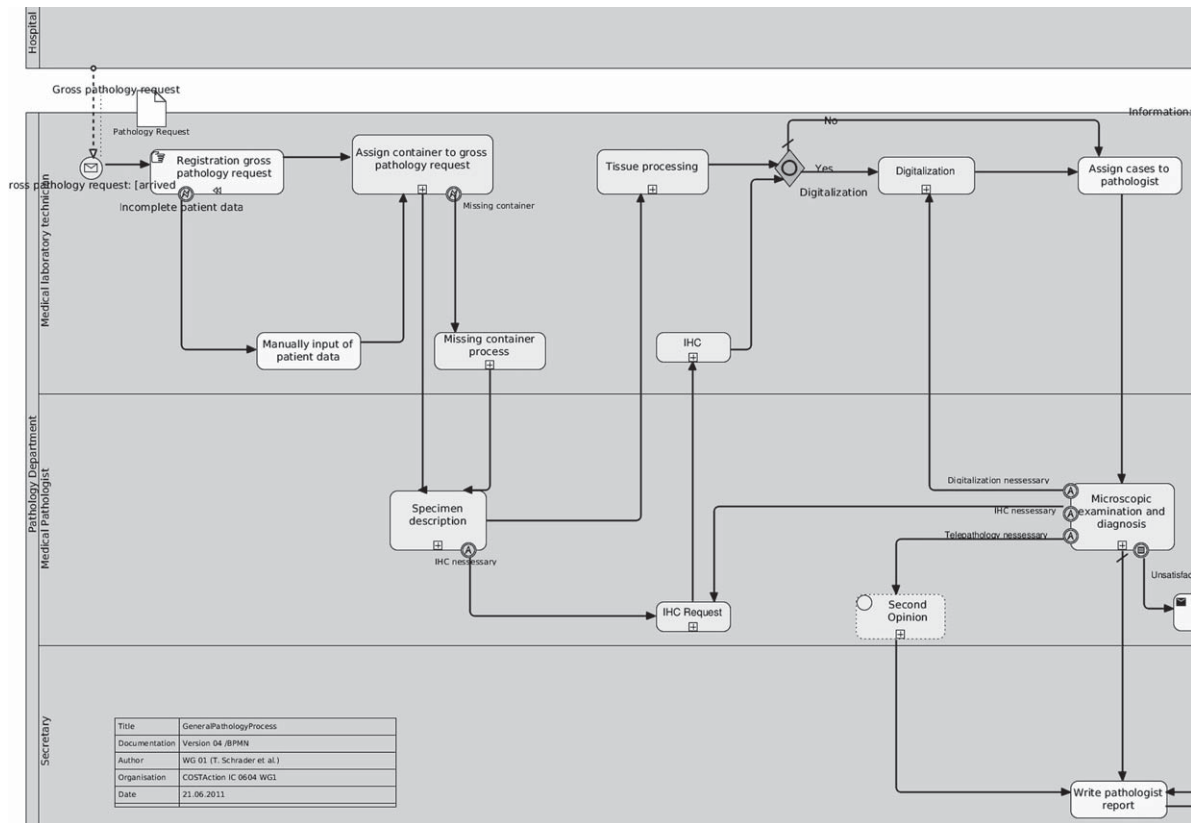 Hospital
Gross pathology request
Pathology Request
Information
No
Registration gross
pathology request
Assign container to gross
pathology request
Tissue processing
Yes
Digitalization
Digitalization
Assign cases to
pathologist
ross pathology request: [arrived
Incomplete patient data
Missing container
Medical laboratory technician
Manually input of
patient data
Missing container
process
IHC
Pathology Department
Medical Pathologist
Specimen
description
IHC nessessary
Digitalization nessessary
IHC nessessary
Telepathology nessessary
Microscopic
examination and
diagnosis
Unsatisfac
IHC Request
Second
Opinion
Secretary
Title GeneralPathologyProcess
Documentation Version 04 /BPMN
Author WG 01 (T. Schrader et al.)
Organisation COSTAction IC 0604 WG1
Date 21.06.2011
Write pathologist
report